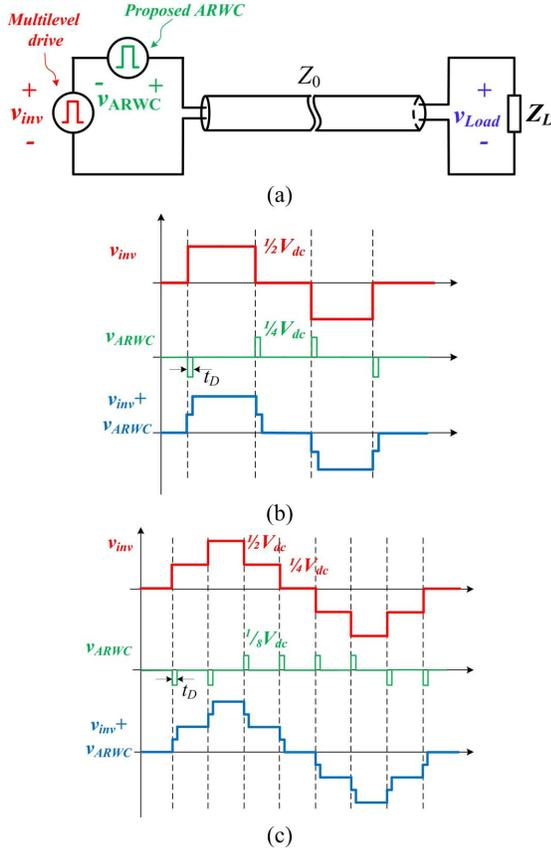 Proposed ARWC
Multilevel
drive
+
-
+
v_ARWC
v_inv
-
Z_0
+
v_Load
-
Z_L
(a)
v_inv
½V_dc
v_ARWC
¼V_dc
t_D
v_inv+
v_ARWC
(b)
v_inv
½V_dc
¼V_dc
v_ARWC
1/8V_dc
t_D
v_inv+
v_ARWC
(c)